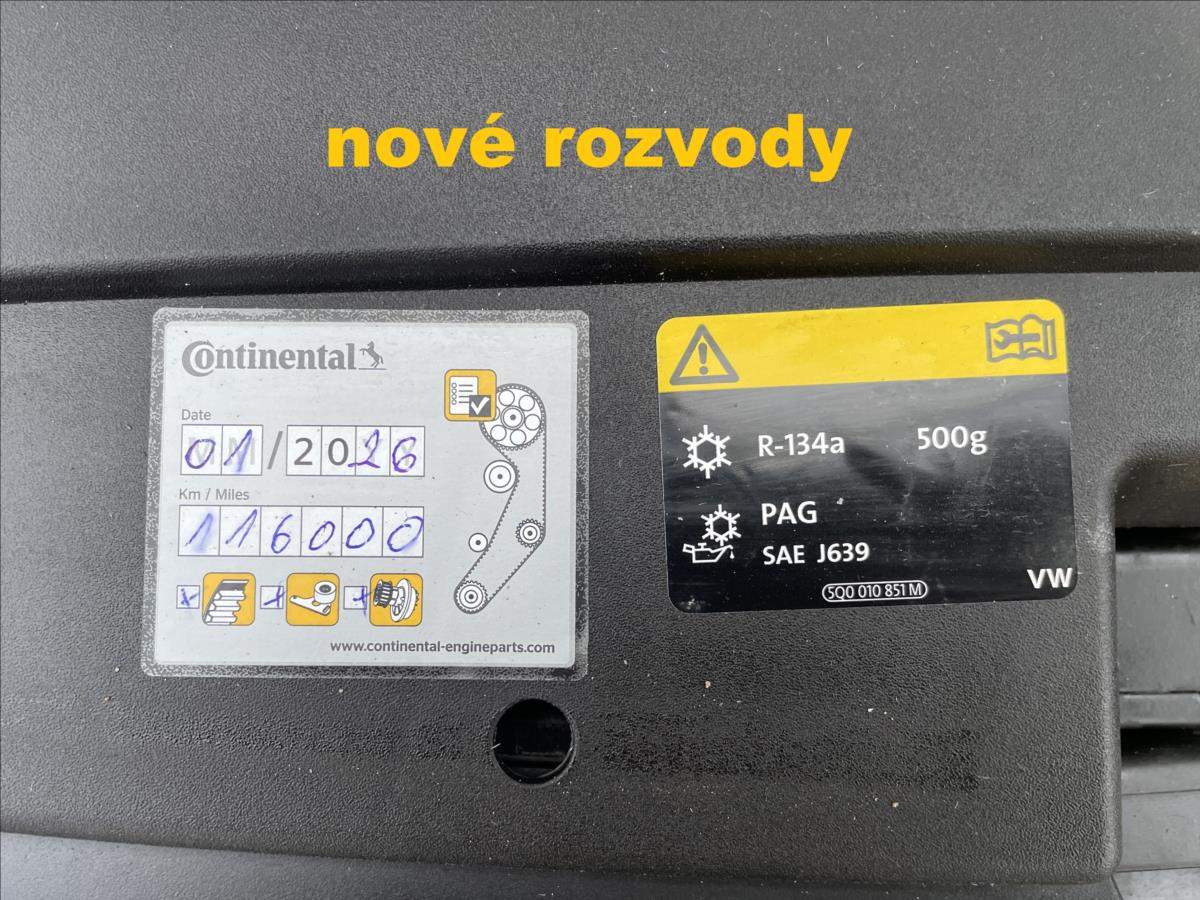 nové rozvody
Continental
Date
01/2026
Km / Miles
116000
www.continental-engineparts.com
R-134a 500g
PAG
SAE J639
5Q0 010 851 M
VW